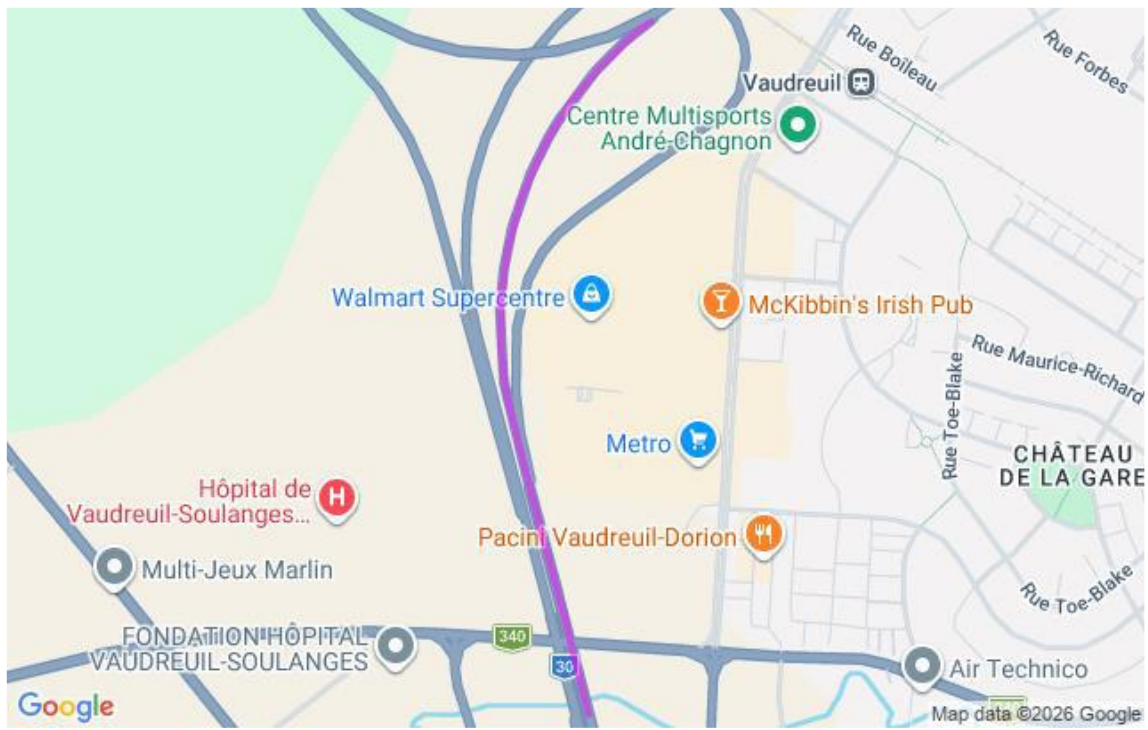 Rue Boileau
Rue Forbes
Vaudreuil
Centre Multisports
André-Chagnon
Walmart Supercentre
McKibbin's Irish Pub
Rue Maurice-Richard
Rue Toe-Blake
Metro
CHÂTEAU
DE LA GARE
Hôpital de
Vaudreuil-Soulanges...
H
Pacini Vaudreuil-Dorion
Multi-Jeux Marlin
Rue Toe-Blake
FONDATION HÔPITAL
VAUDREUIL-SOULANGES
340
30
Air Technico
Google
Map data ©2026 Google